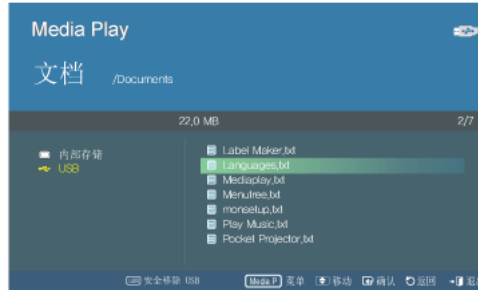 Media Play
文档 /Documents
22,0 MB 2/7
内部存储
USB
Label Maker,txt
Languages,txt
Mediaplay,txt
Menutree,txt
monsetup,txt
Play Music,txt
Pocket Projector,txt
安全移除 USB Media P 菜单 移动 确认 返回